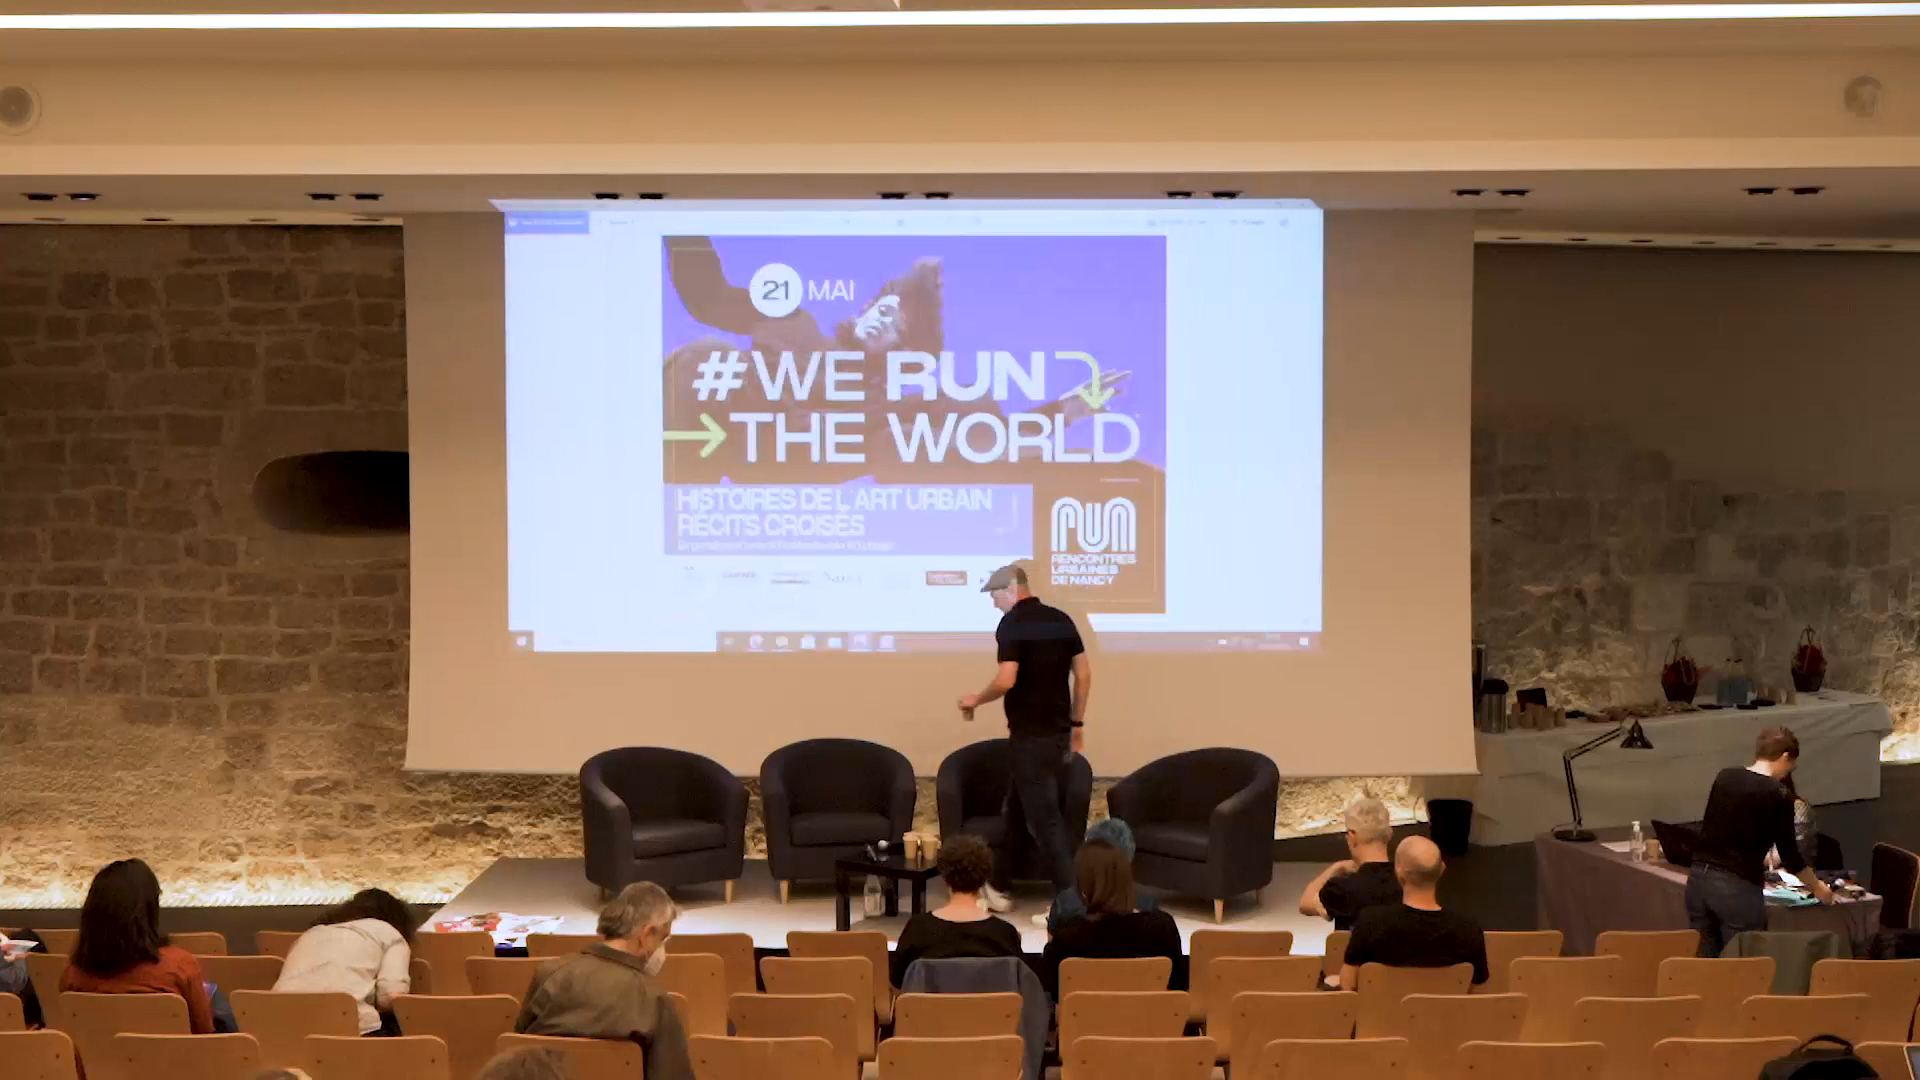 21 MAI
#WE RUN
THE WORLD
HISTOIRES DE L'ART URBAIN
RÉCITS CROISÉS
run
RENCONTRES
URBAINES
DE NANCY